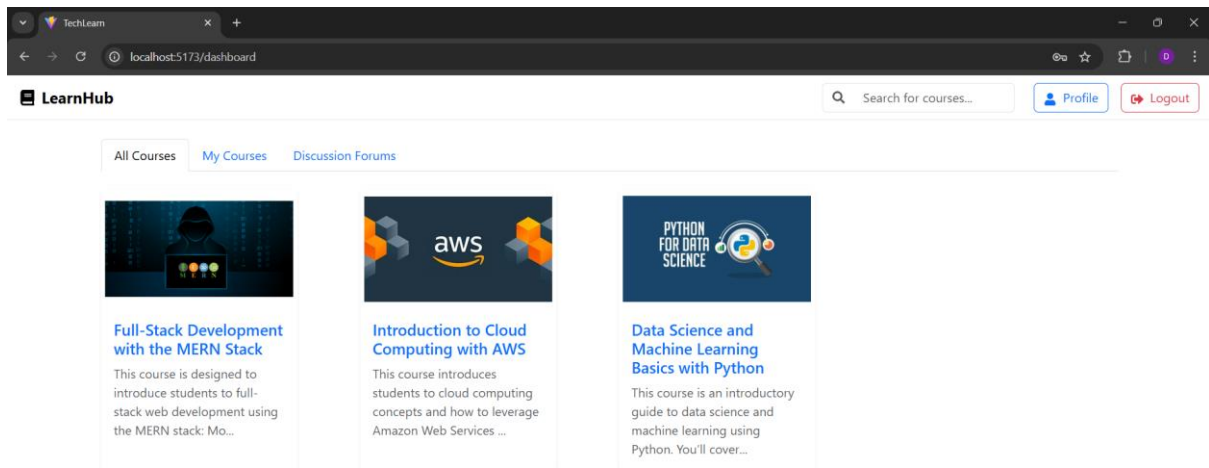 TechLearn
localhost:5173/dashboard
D
LearnHub
Search for courses...
Profile
Logout
All Courses
My Courses
Discussion Forums
MERN
aws
PYTHON
FOR DATA
SCIENCE
Full-Stack Development
with the MERN Stack
This course is designed to
introduce students to full-
stack web development using
the MERN stack: Mo...
Introduction to Cloud
Computing with AWS
This course introduces
students to cloud computing
concepts and how to leverage
Amazon Web Services ...
Data Science and
Machine Learning
Basics with Python
This course is an introductory
guide to data science and
machine learning using
Python. You'll cover...